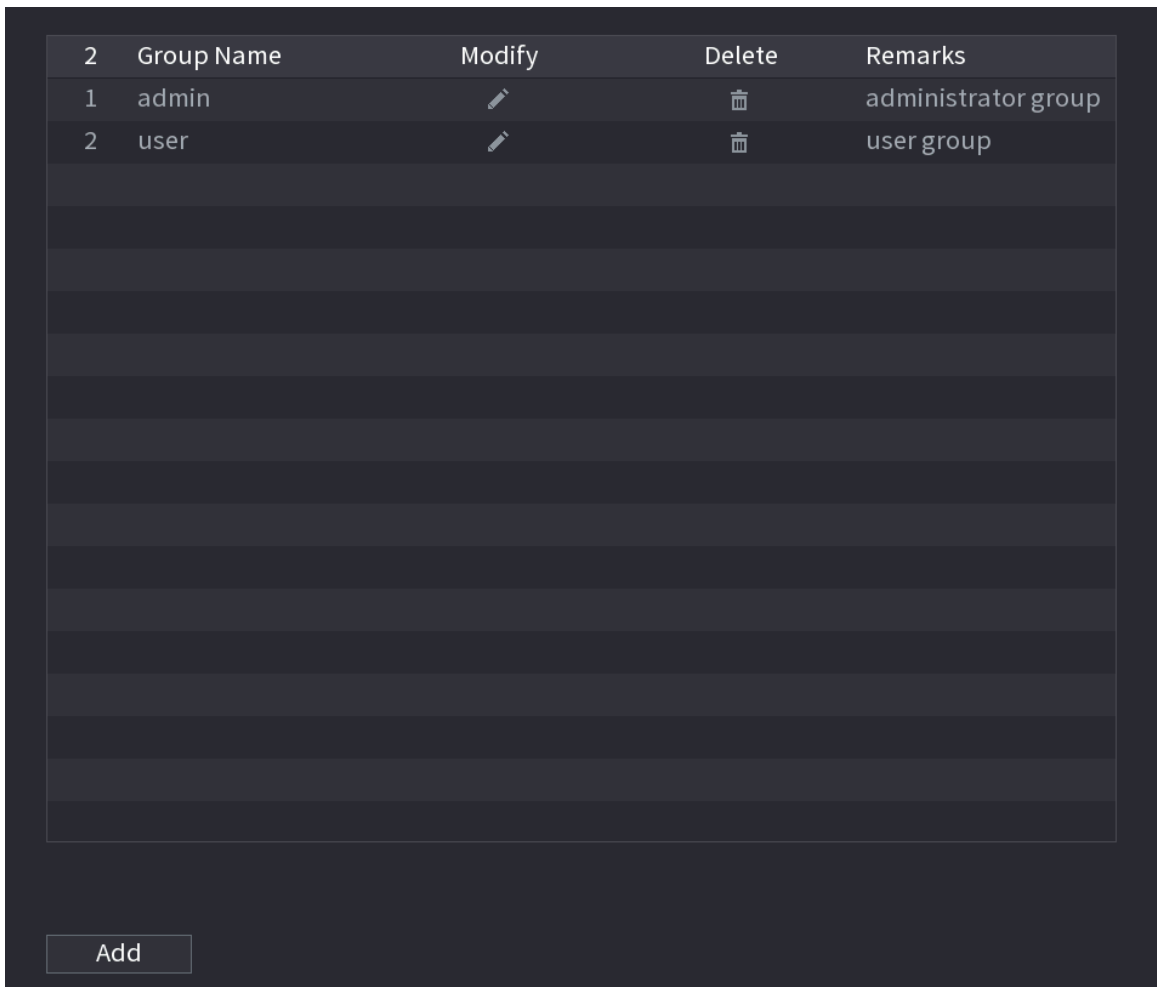 2 Group Name Modify Delete Remarks
1 admin administrator group
2 user user group
Add